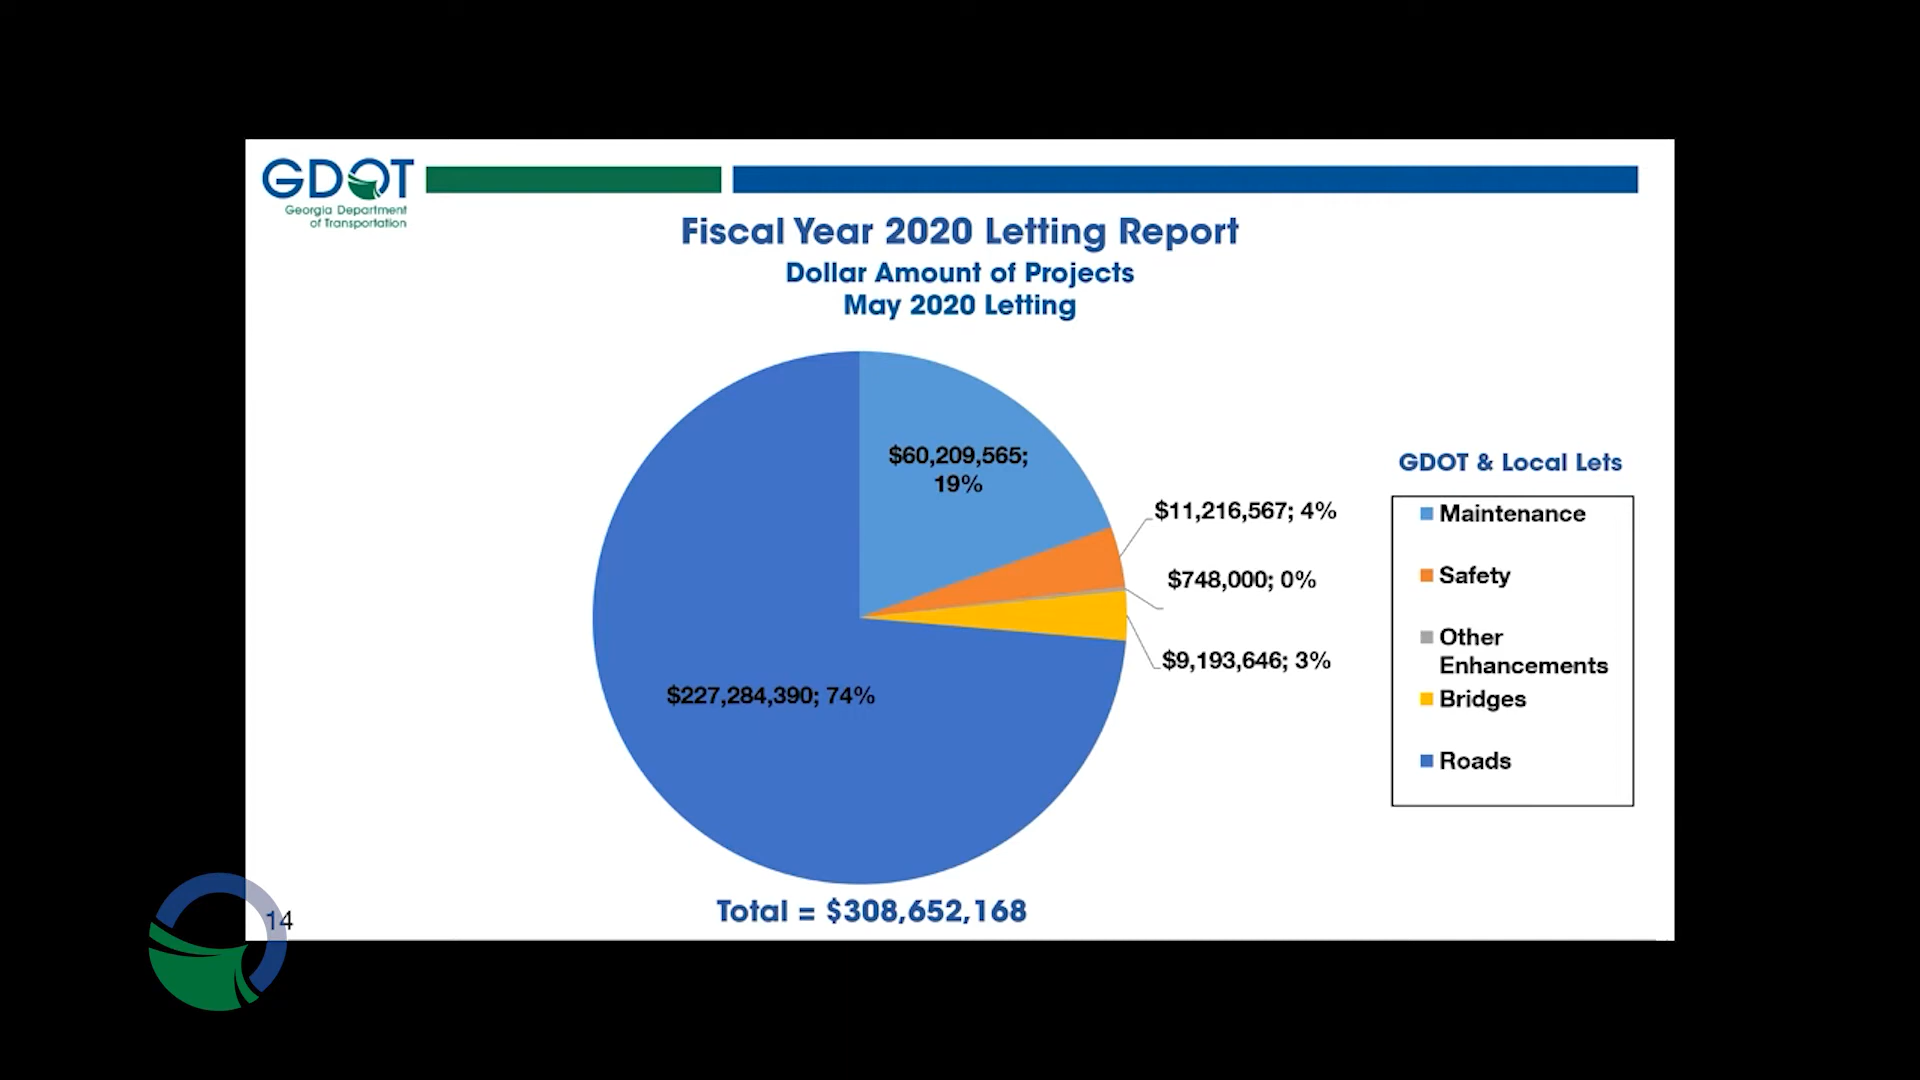 GDOT
Georgia Department
of Transportation
Fiscal Year 2020 Letting Report
Dollar Amount of Projects
May 2020 Letting
$60,209,565;
19%
$11,216,567; 4%
$748,000; 0%
$9,193,646; 3%
$227,284,390; 74%
GDOT & Local Lets
Maintenance
Safety
Other
Enhancements
Bridges
Roads
Total = $308,652,168
14